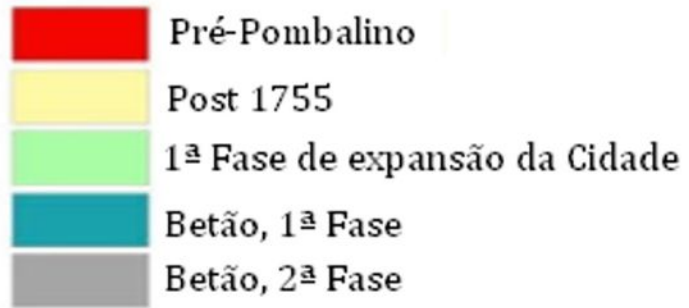 Pré-Pombalino
Post 1755
1ª Fase de expansão da Cidade
Betão, 1ª Fase
Betão, 2ª Fase